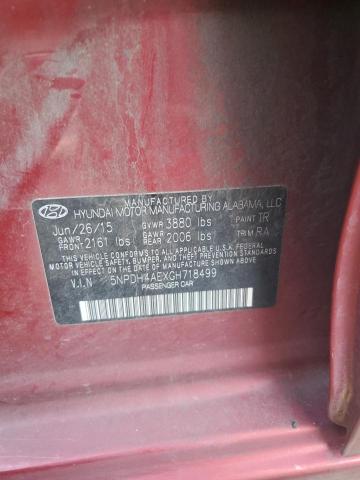 MANUFACTURED BY
HYUNDAI MOTOR MANUFACTURING ALABAMA, LLC
Jun/26/15 GVWR 3880 lbs PAINT TR
GAWR FRONT 2161 lbs GAWR REAR 2006 lbs TRIM RA
THIS VEHICLE CONFORMS TO ALL APPLICABLE U.S.A. FEDERAL
MOTOR VEHICLE SAFETY, BUMPER, AND THEFT PREVENTION
STANDARDS IN EFFECT ON THE DATE OF MANUFACTURE SHOWN ABOVE.
V.I.N 5NPDH4AEXGH718499
PASSENGER CAR